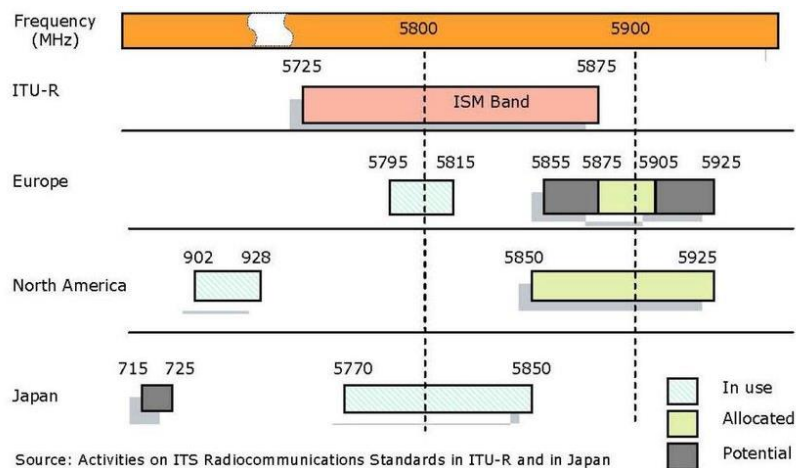 Frequency
(MHz)
5800 5900
5725 5875
ITU-R
ISM Band
5795 5815 5855 5875 5905 5925
Europe
902 928 5850 5925
North America
715 725 5770 5850
Japan
In use
Allocated
Potential
Source: Activities on ITS Radiocommunications Standards in ITU-R and in Japan